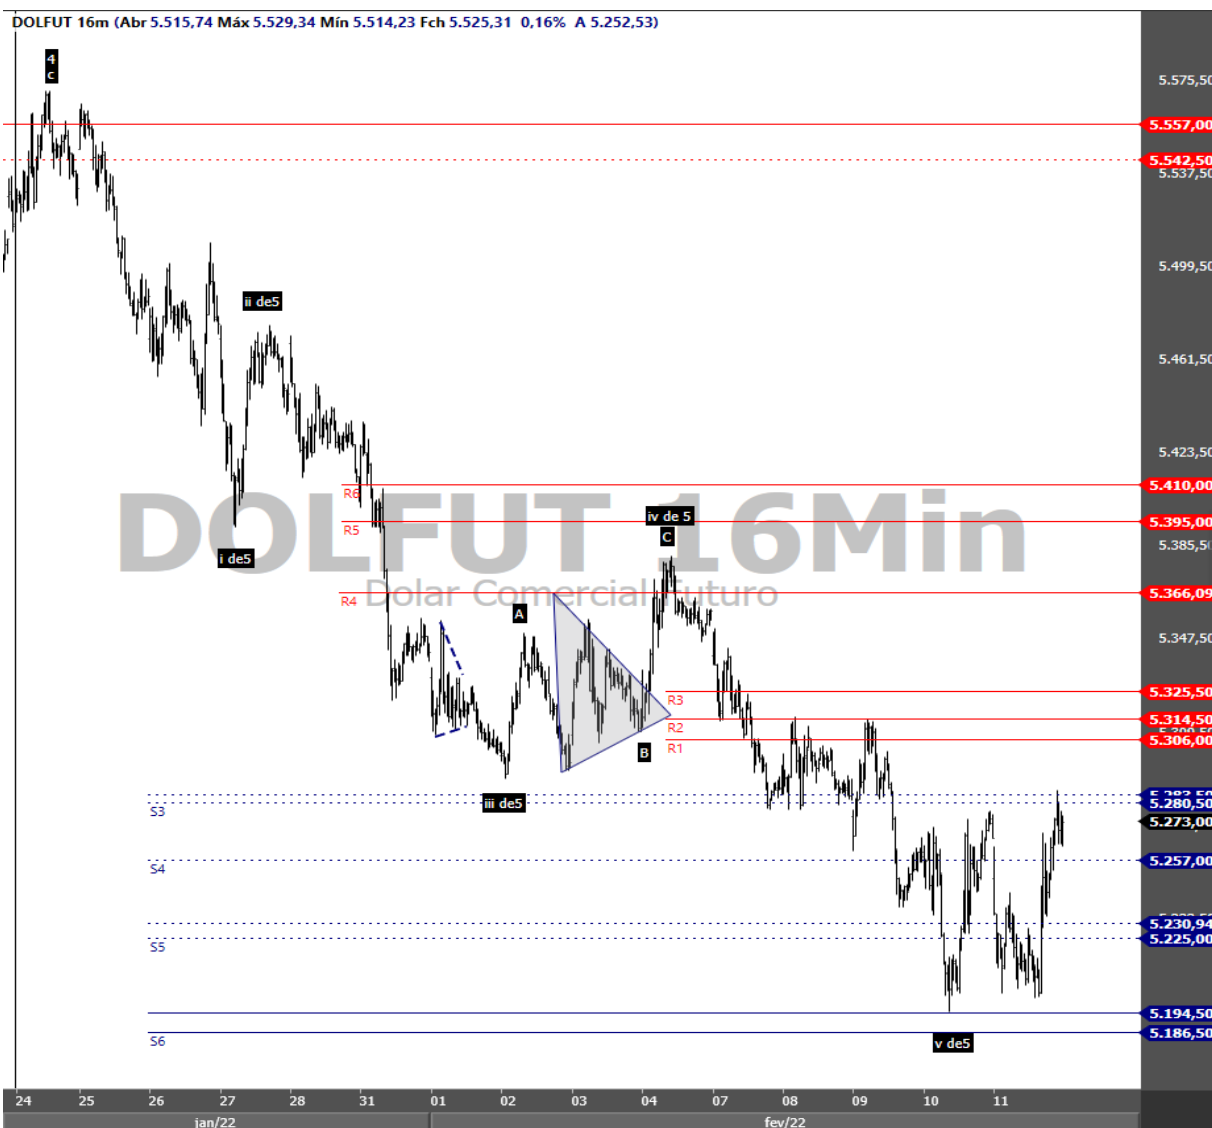 DOLFUT 16m (Abr 5.515,74 Máx 5.529,34 Mín 5.514,23 Fch 5.525,31 0,16% A 5.252,53)
4
c
5.575,50
5.557,00
5.542,50
5.537,50
5.499,50
ii de5
5.461,50
5.423,50
5.410,00
R6
DOLFUT 16Min
iv de 5
5.395,00
R5
C
5.385,50
i de5
Dolar Comercial Futuro
5.366,09
R4
A
5.347,50
5.325,50
R3
5.314,50
R2
5.306,00
R1
B
iii de5
5.280,50
S3
5.273,00
5.257,00
S4
5.230,94
5.225,00
S5
5.194,50
5.186,50
S6
v de5
24 25 26 27 28 31 01 02 03 04 07 08 09 10 11
jan/22 fev/22